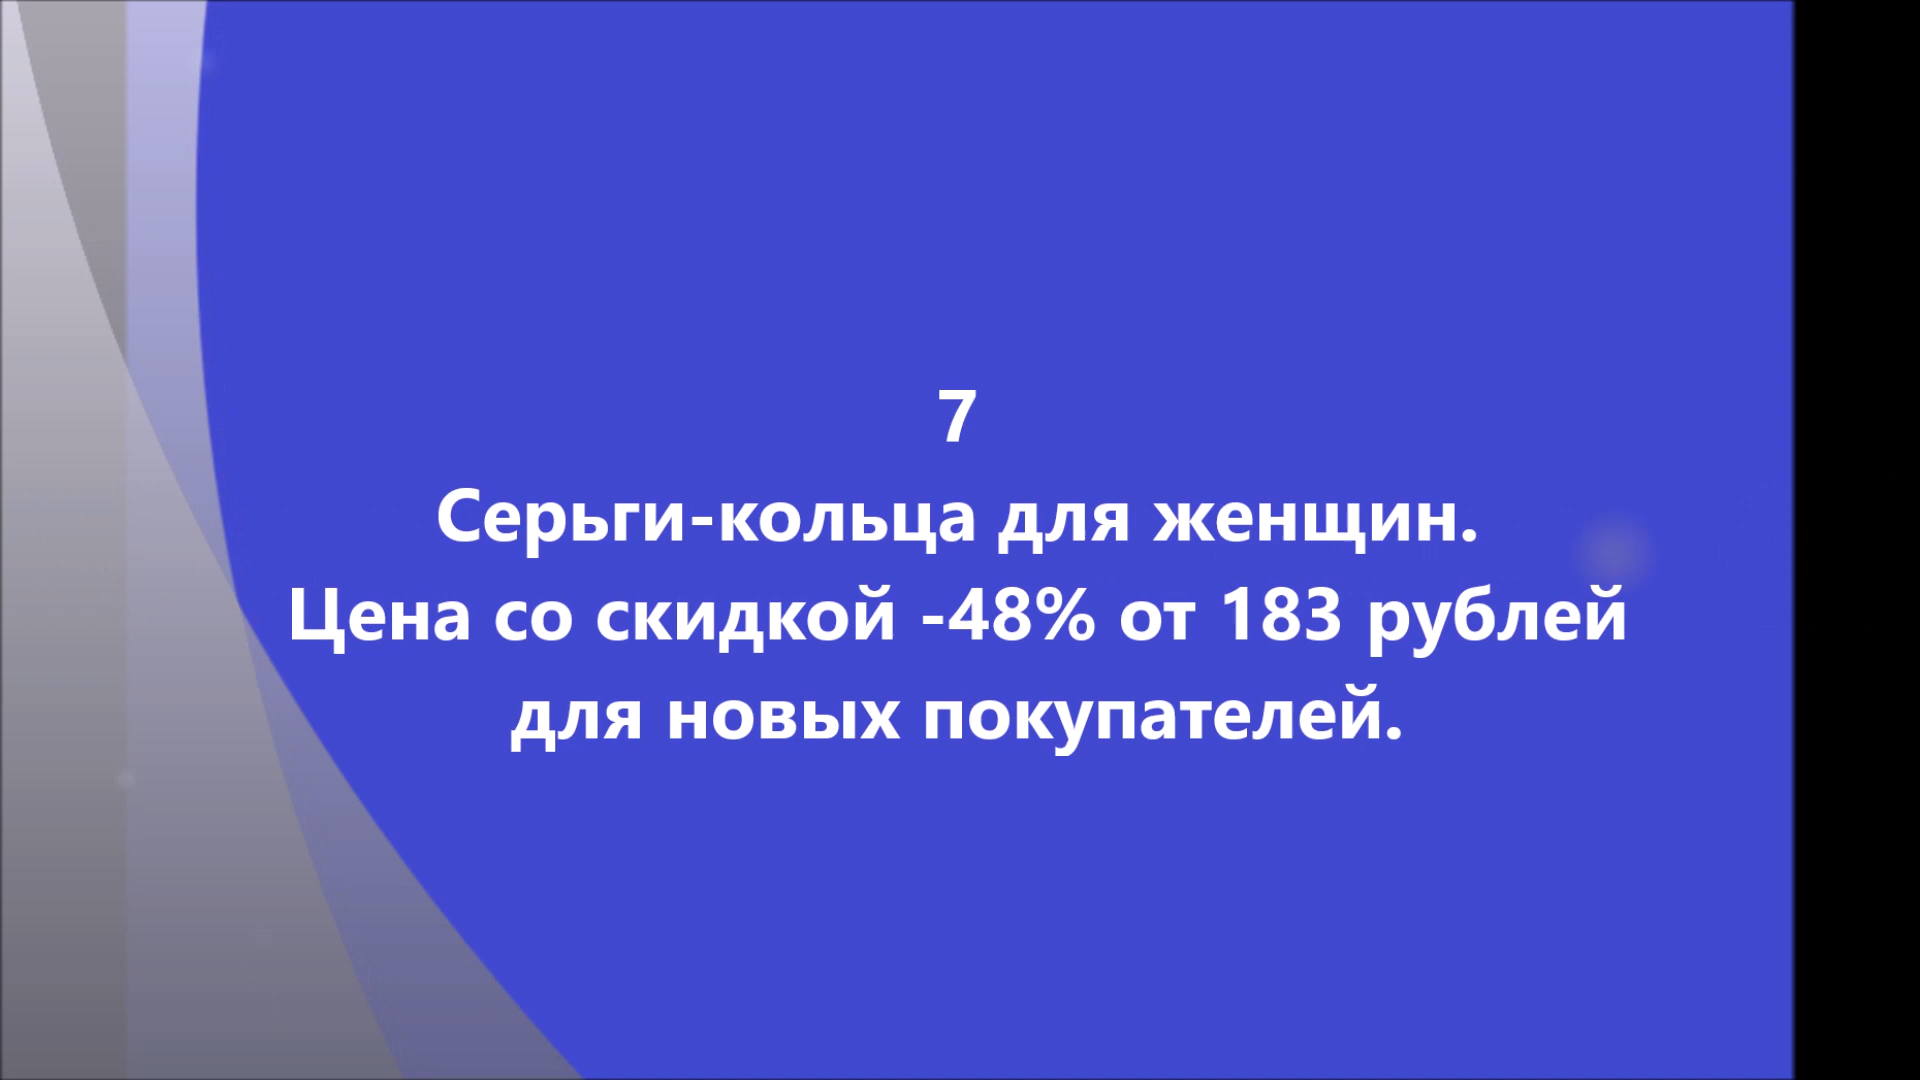 7
Серьги-кольца для женщин.
Цена со скидкой -48% от 183 рублей
для новых покупателей.